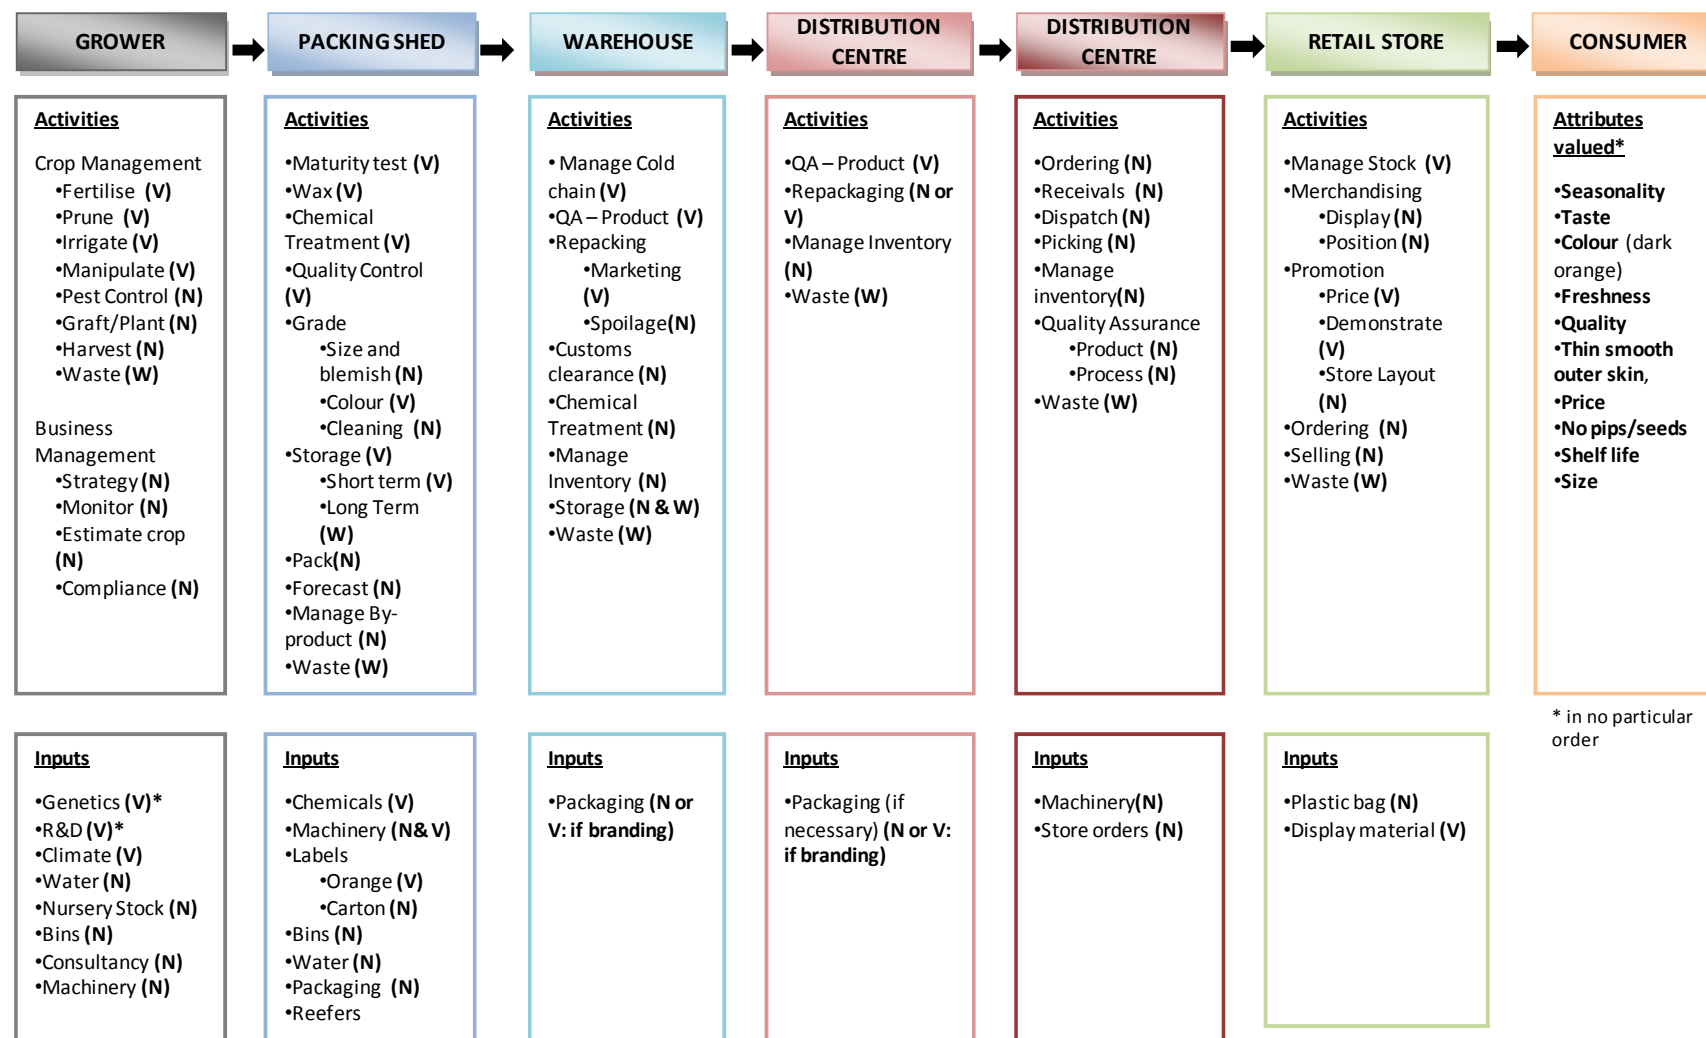 GROWER
PACKING SHED
WAREHOUSE
DISTRIBUTION
CENTRE
DISTRIBUTION
CENTRE
RETAIL STORE
CONSUMER
Activities
Crop Management
•Fertilise (V)
•Prune (V)
•Irrigate (V)
•Manipulate (V)
•Pest Control (N)
•Graft/Plant (N)
•Harvest (N)
•Waste (W)
Business
Management
•Strategy (N)
•Monitor (N)
•Estimate crop
(N)
•Compliance (N)
Activities
•Maturity test (V)
•Wax (V)
•Chemical
Treatment (V)
•Quality Control
(V)
•Grade
•Size and
blemish (N)
•Colour (V)
•Cleaning (N)
•Storage (V)
•Short term (V)
•Long Term
(W)
•Pack(N)
•Forecast (N)
•Manage By-
product (N)
•Waste (W)
Activities
• Manage Cold
chain (V)
•QA – Product (V)
•Repacking
•Marketing
(V)
•Spoilage(N)
•Customs
clearance (N)
•Chemical
Treatment (N)
•Manage
Inventory (N)
•Storage (N & W)
•Waste (W)
Activities
•QA – Product (V)
•Repackaging (N or
V)
•Manage Inventory
(N)
•Waste (W)
Activities
•Ordering (N)
•Receivals (N)
•Dispatch (N)
•Picking (N)
•Manage
inventory(N)
•Quality Assurance
•Product (N)
•Process (N)
•Waste (W)
Activities
•Manage Stock (V)
•Merchandising
•Display (N)
•Position (N)
•Promotion
•Price (V)
•Demonstrate
(V)
•Store Layout
(N)
•Ordering (N)
•Selling (N)
•Waste (W)
Attributes
valued*
•Seasonality
•Taste
•Colour (dark
orange)
•Freshness
•Quality
•Thin smooth
outer skin,
•Price
•No pips/seeds
•Shelf life
•Size
* in no particular
order
Inputs
•Genetics (V)*
•R&D (V)*
•Climate (V)
•Water (N)
•Nursery Stock (N)
•Bins (N)
•Consultancy (N)
•Machinery (N)
Inputs
•Chemicals (V)
•Machinery (N& V)
•Labels
•Orange (V)
•Carton (N)
•Bins (N)
•Water (N)
•Packaging (N)
•Reefers
Inputs
•Packaging (N or
V: if branding)
Inputs
•Packaging (if
necessary) (N or V:
if branding)
Inputs
•Machinery(N)
•Store orders (N)
Inputs
•Plastic bag (N)
•Display material (V)